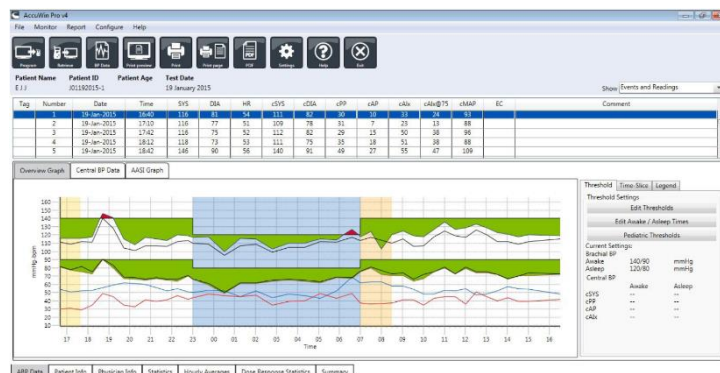 AccuWin Pro v4
File Monitor Report Configure Help
Program Retrieve BP Data Print preview Print Print page PDF Settings Help Exit
Patient Name Patient ID Patient Age Test Date
E I J J01192015-1 19 January 2015
Show Events and Readings
Tag Number Date Time SYS DIA HR cSYS cDIA cPP cAP cAIx cAIx@75 cMAP EC Comment
1 19-Jan-2015 16:40 116 81 54 111 82 30 10 33 24 93
2 19-Jan-2015 17:10 116 77 51 109 78 31 7 23 13 88
3 19-Jan-2015 17:42 116 75 52 112 82 29 15 50 38 96
4 19-Jan-2015 18:12 118 73 53 111 75 35 18 51 38 88
5 19-Jan-2015 18:42 146 90 56 140 91 49 27 55 47 109
Overview Graph Central BP Data AASI Graph
Threshold Time-Slice Legend
Threshold Settings
Edit Thresholds
Edit Awake / Asleep Times
Pediatric Thresholds
Current Settings:
Brachial BP
Awake 140/90 mmHg
Asleep 120/80 mmHg
Central BP
Awake Asleep
cSYS -- --
cPP -- --
cAP -- --
cAIx -- --
160
150
140
130
120
110
100
90
80
70
60
50
40
30
20
10
mmHg-bpm
17 18 19 20 21 22 23 00 01 02 03 04 05 06 07 08 09 10 11 12 13 14 15 16
Time
ABP Data Patient Info Physician Info Statistics Hourly Averages Dose Response Statistics Summary